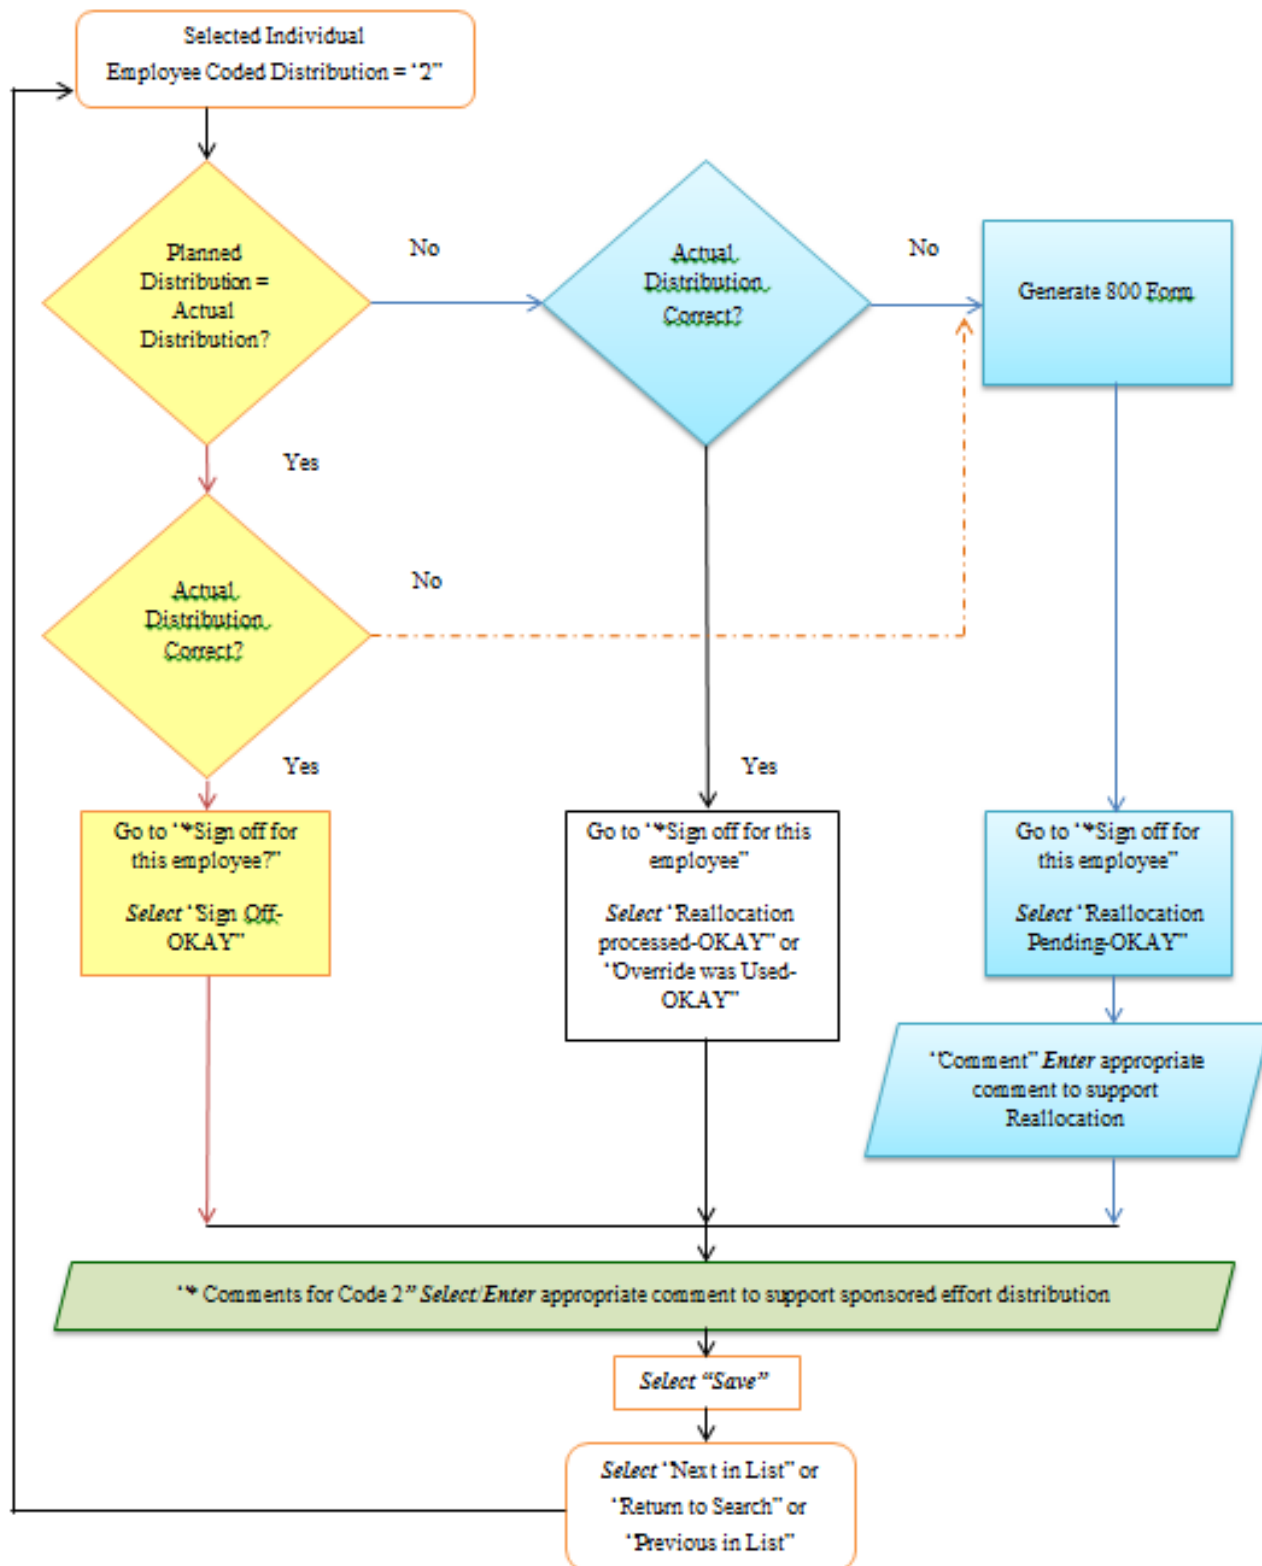 Selected Individual
Employee Coded Distribution = “2”
Planned
Distribution =
Actual
Distribution?
No
Actual
Distribution
Correct?
No
Generate 800 Form
Yes
Actual
Distribution
Correct?
No
Yes
Yes
Go to “*Sign off for
this employee?”
Select “Sign Off-
OKAY”
Go to “*Sign off for this
employee”
Select “Reallocation
processed-OKAY” or
“Override was Used-
OKAY”
Go to “*Sign off for
this employee”
Select “Reallocation
Pending-OKAY”
“Comment” Enter appropriate
comment to support
Reallocation
“* Comments for Code 2” Select/Enter appropriate comment to support sponsored effort distribution
Select “Save”
Select “Next in List” or
“Return to Search” or
“Previous in List”